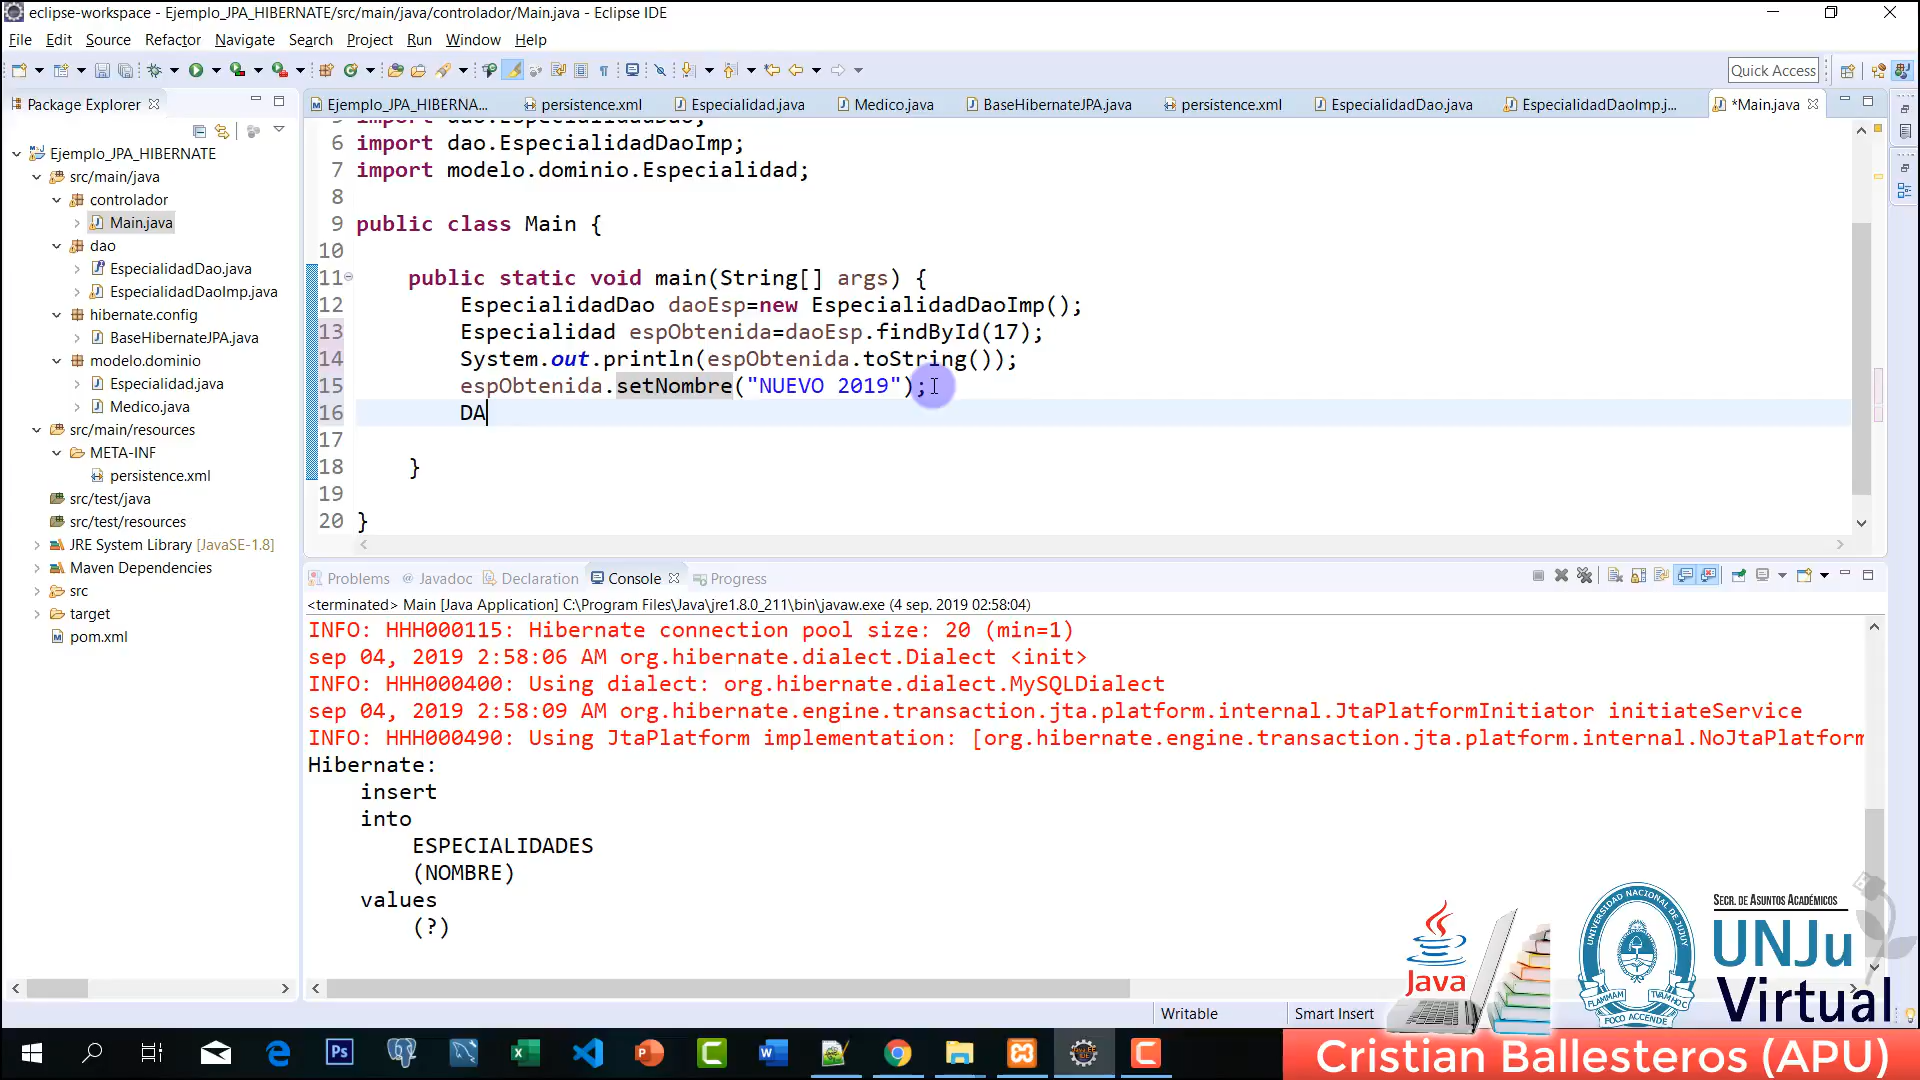 eclipse-workspace - Ejemplo_JPA_HIBERNATE/src/main/java/controlador/Main.java - Eclipse IDE
File Edit Source Refactor Navigate Search Project Run Window Help
Quick Access
Package Explorer
Ejemplo_JPA_HIBERNA... persistence.xml Especialidad.java Medico.java BaseHibernateJPA.java persistence.xml EspecialidadDao.java EspecialidadDaoImp.j... *Main.java
Ejemplo_JPA_HIBERNATE
src/main/java
controlador
Main.java
dao
EspecialidadDao.java
EspecialidadDaoImp.java
hibernate.config
BaseHibernateJPA.java
modelo.dominio
Especialidad.java
Medico.java
src/main/resources
META-INF
persistence.xml
src/test/java
src/test/resources
JRE System Library [JavaSE-1.8]
Maven Dependencies
src
target
pom.xml
5 import dao.EspecialidadDao;
6 import dao.EspecialidadDaoImp;
7 import modelo.dominio.Especialidad;
8
9 public class Main {
10
11 public static void main(String[] args) {
12 EspecialidadDao daoEsp=new EspecialidadDaoImp();
13 Especialidad espObtenida=daoEsp.findById(17);
14 System.out.println(espObtenida.toString());
15 espObtenida.setNombre("NUEVO 2019");
16 DA
17
18 }
19
20 }
Problems Javadoc Declaration Console Progress
<terminated> Main [Java Application] C:\Program Files\Java\jre1.8.0_211\bin\javaw.exe (4 sep. 2019 02:58:04)
INFO: HHH000115: Hibernate connection pool size: 20 (min=1)
sep 04, 2019 2:58:06 AM org.hibernate.dialect.Dialect <init>
INFO: HHH000400: Using dialect: org.hibernate.dialect.MySQLDialect
sep 04, 2019 2:58:09 AM org.hibernate.engine.transaction.jta.platform.internal.JtaPlatformInitiator initiateService
INFO: HHH000490: Using JtaPlatform implementation: [org.hibernate.engine.transaction.jta.platform.internal.NoJtaPlatform
Hibernate:
insert
into
ESPECIALIDADES
(NOMBRE)
values
(?)
Writable Smart Insert
Java
UNIVERSIDAD NACIONAL DE JUJUY
FOCO ACCENDE
SECR. DE ASUNTOS ACADÉMICOS
UNJu
Virtual
Cristian Ballesteros (APU)